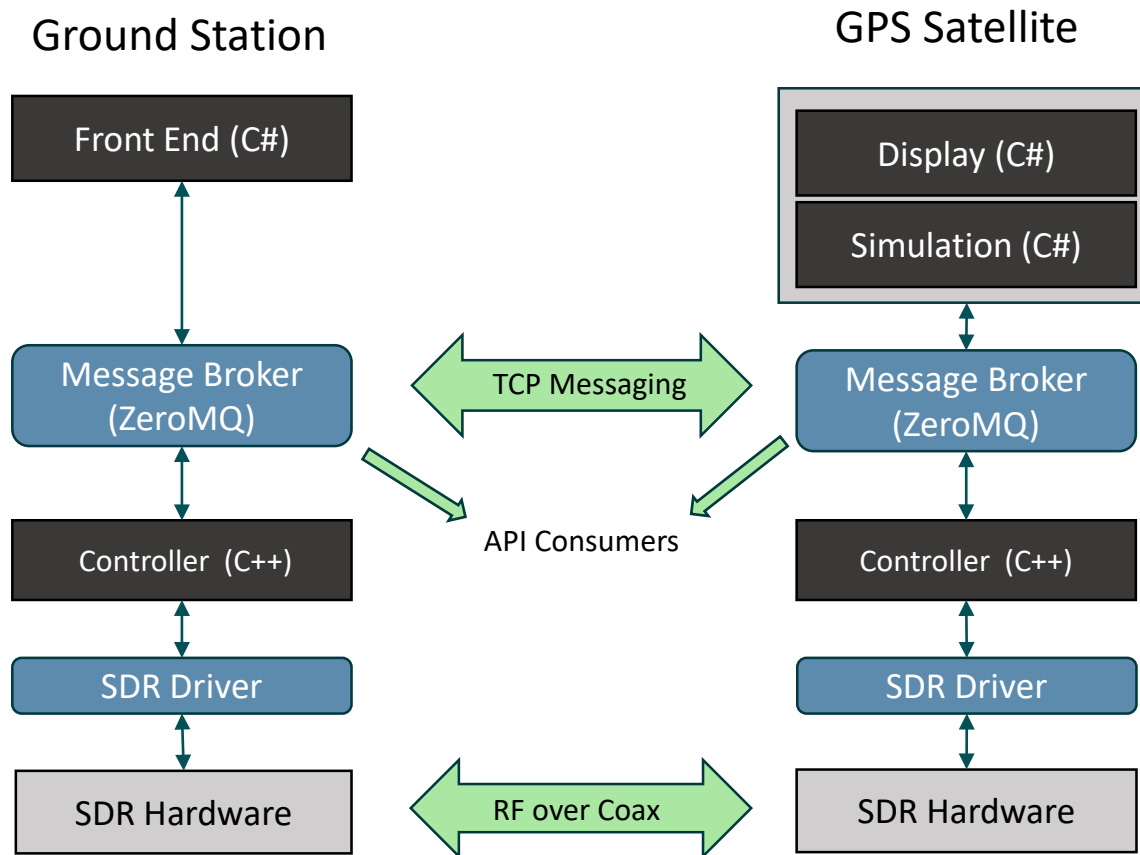 Ground Station
GPS Satellite
Front End (C#)
Display (C#)
Simulation (C#)
Message Broker
(ZeroMQ)
TCP Messaging
Message Broker
(ZeroMQ)
API Consumers
Controller (C++)
Controller (C++)
SDR Driver
SDR Driver
SDR Hardware
RF over Coax
SDR Hardware